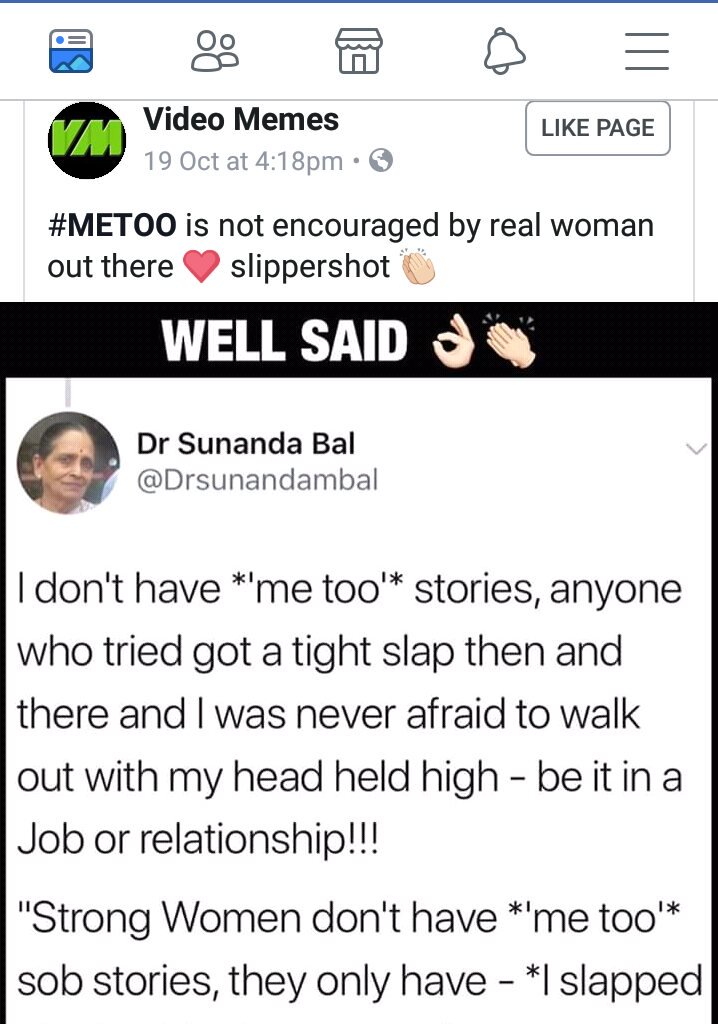 VM
Video Memes
LIKE PAGE
19 Oct at 4:18pm •
#METOO is not encouraged by real woman
out there ❤️ slippershot 👏🏻
WELL SAID 👌🏻👏🏻
Dr Sunanda Bal
@Drsunandambal
I don't have *'me too'* stories, anyone
who tried got a tight slap then and
there and I was never afraid to walk
out with my head held high - be it in a
Job or relationship!!!
"Strong Women don't have *'me too'*
sob stories, they only have - *I slapped